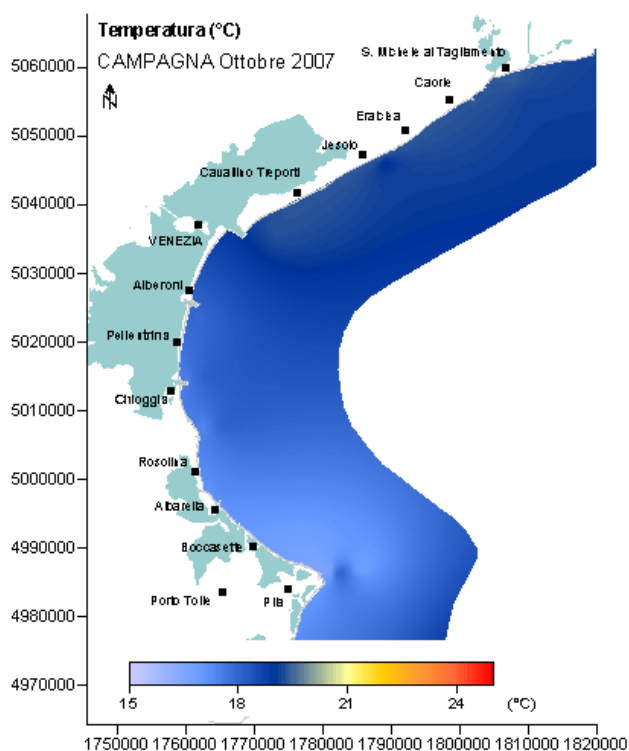 Temperatura (°C)
CAMPAGNA Ottobre 2007
N
S. Michele al Tagliamento
Caorle
Eraclea
Jesolo
Cavallino Treporti
VENEZIA
Alberoni
Pellestrina
Chioggia
Rosolina
Albarella
Boccasette
Porto Tolle
Pila
5060000
5050000
5040000
5030000
5020000
5010000
5000000
4990000
4980000
4970000
15 18 21 24 (°C)
1750000 1760000 1770000 1780000 1790000 1800000 1810000 1820000